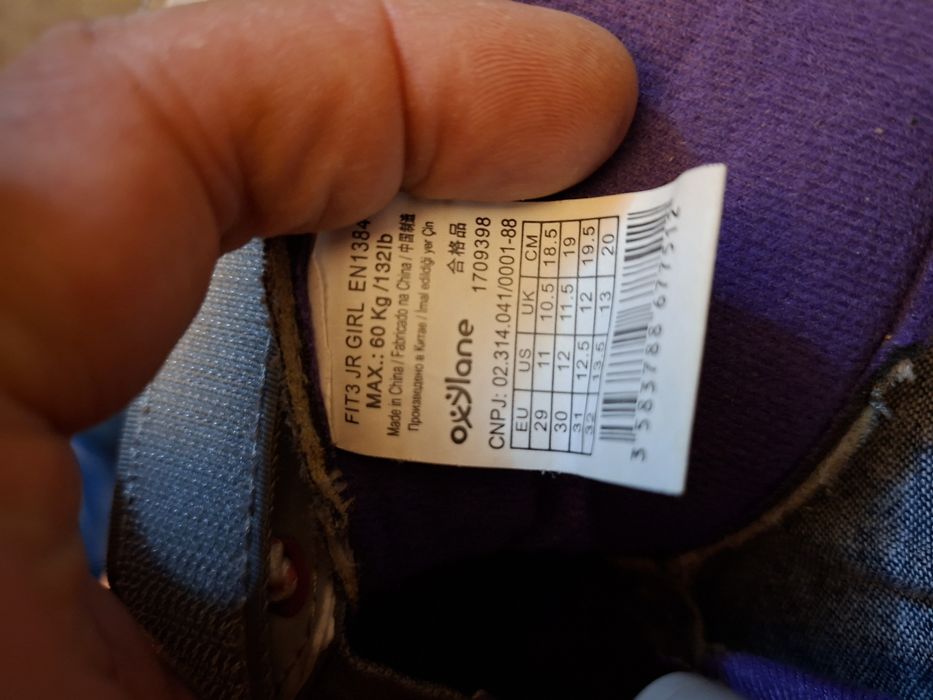 FIT3 JR GIRL EN1384
MAX.: 60 Kg /132lb
Made in China / Fabricado na China / 中国制造
Произведено в Китае / İmal edildiği yer Çin
合格品
oxylane 1709398
CNPJ: 02.314.041/0001-88
EU US UK CM
29 11 10.5 18.5
30 12 11.5 19
31 12.5 12 19.5
32 13.5 13 20
3 583788 677512